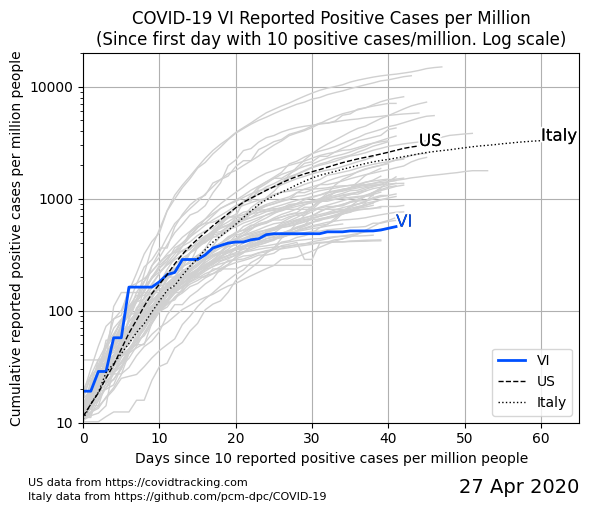 COVID-19 VI Reported Positive Cases per Million
(Since first day with 10 positive cases/million. Log scale)
Cumulative reported positive cases per million people
10000
1000
100
10
US
Italy
VI
VI
US
Italy
0 10 20 30 40 50 60
Days since 10 reported positive cases per million people
US data from https://covidtracking.com
Italy data from https://github.com/pcm-dpc/COVID-19
27 Apr 2020